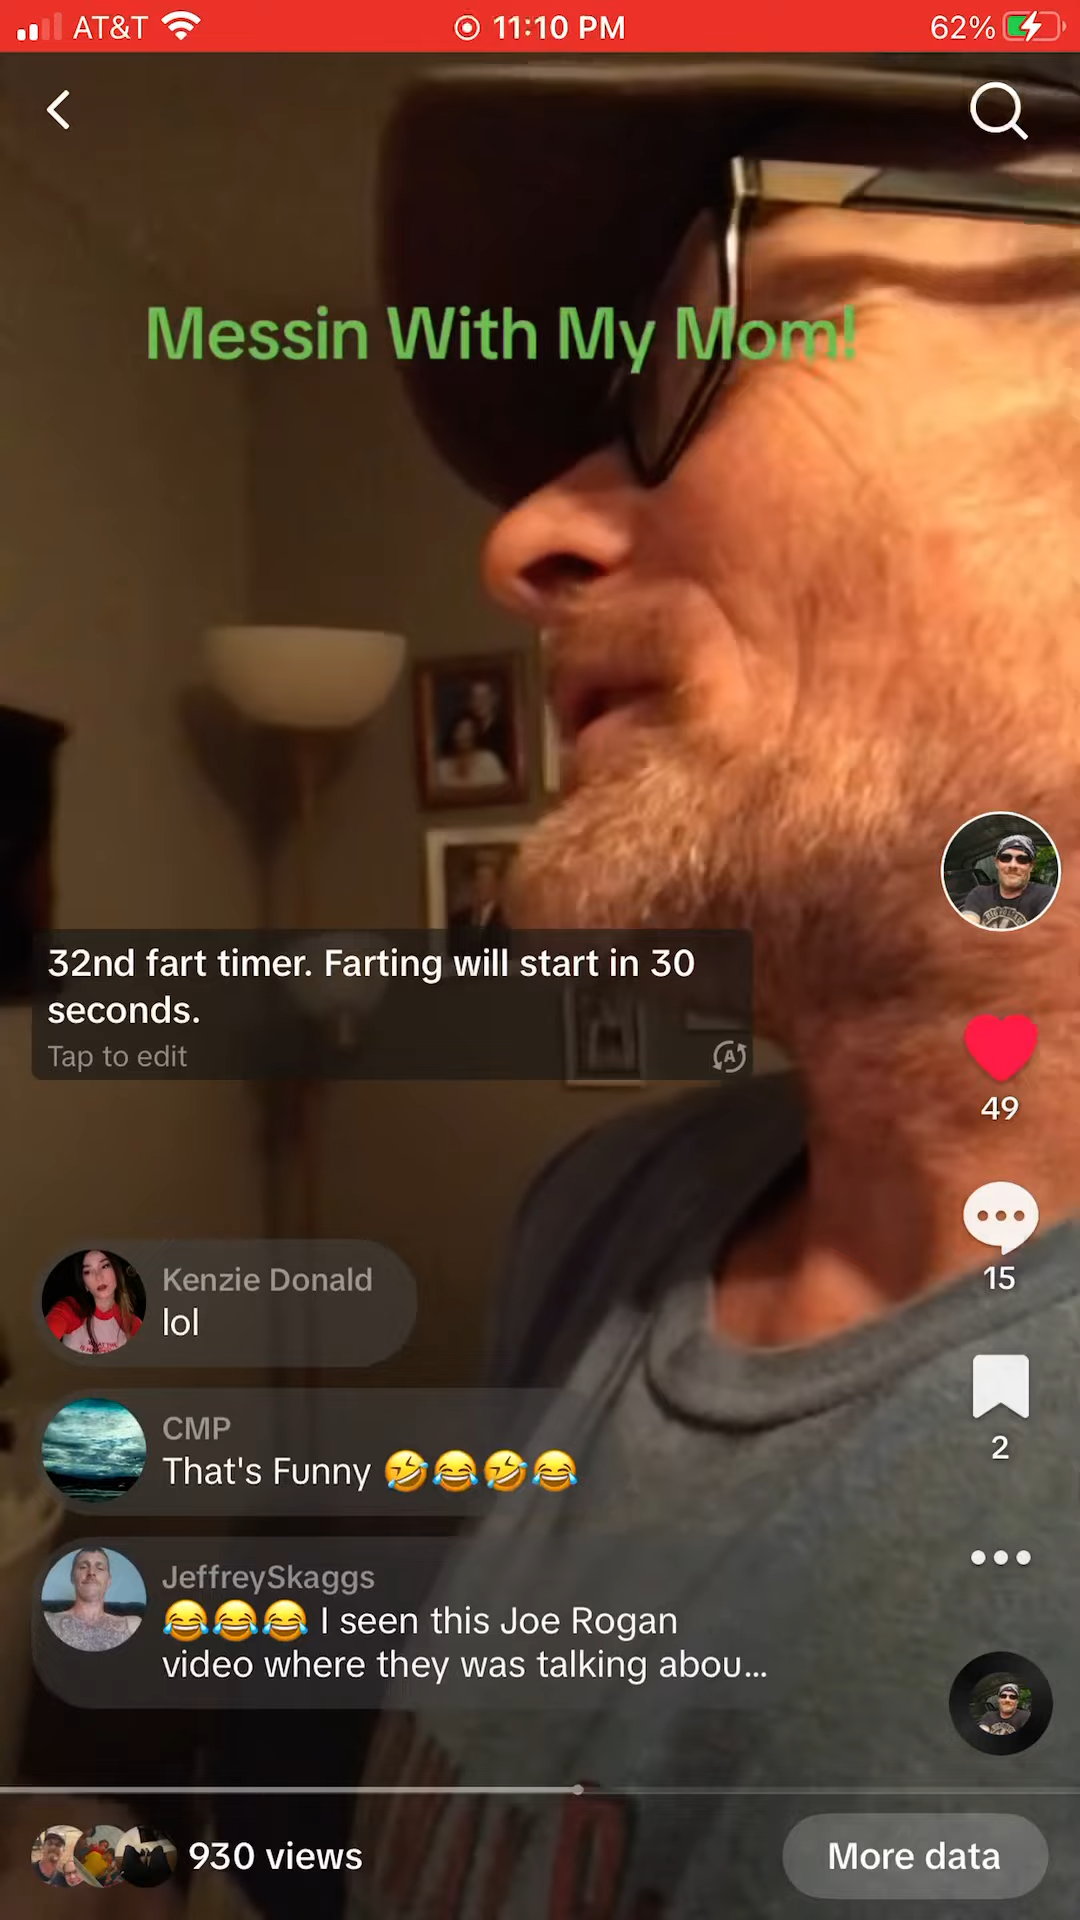 AT&T 11:10 PM 62%
Messin With My Mom!
32nd fart timer. Farting will start in 30
seconds.
Tap to edit
A
49
15
2
Kenzie Donald
lol
CMP
That's Funny 🤣😂🤣😂
JeffreySkaggs
😂😂😂 I seen this Joe Rogan
video where they was talking abou...
930 views
More data